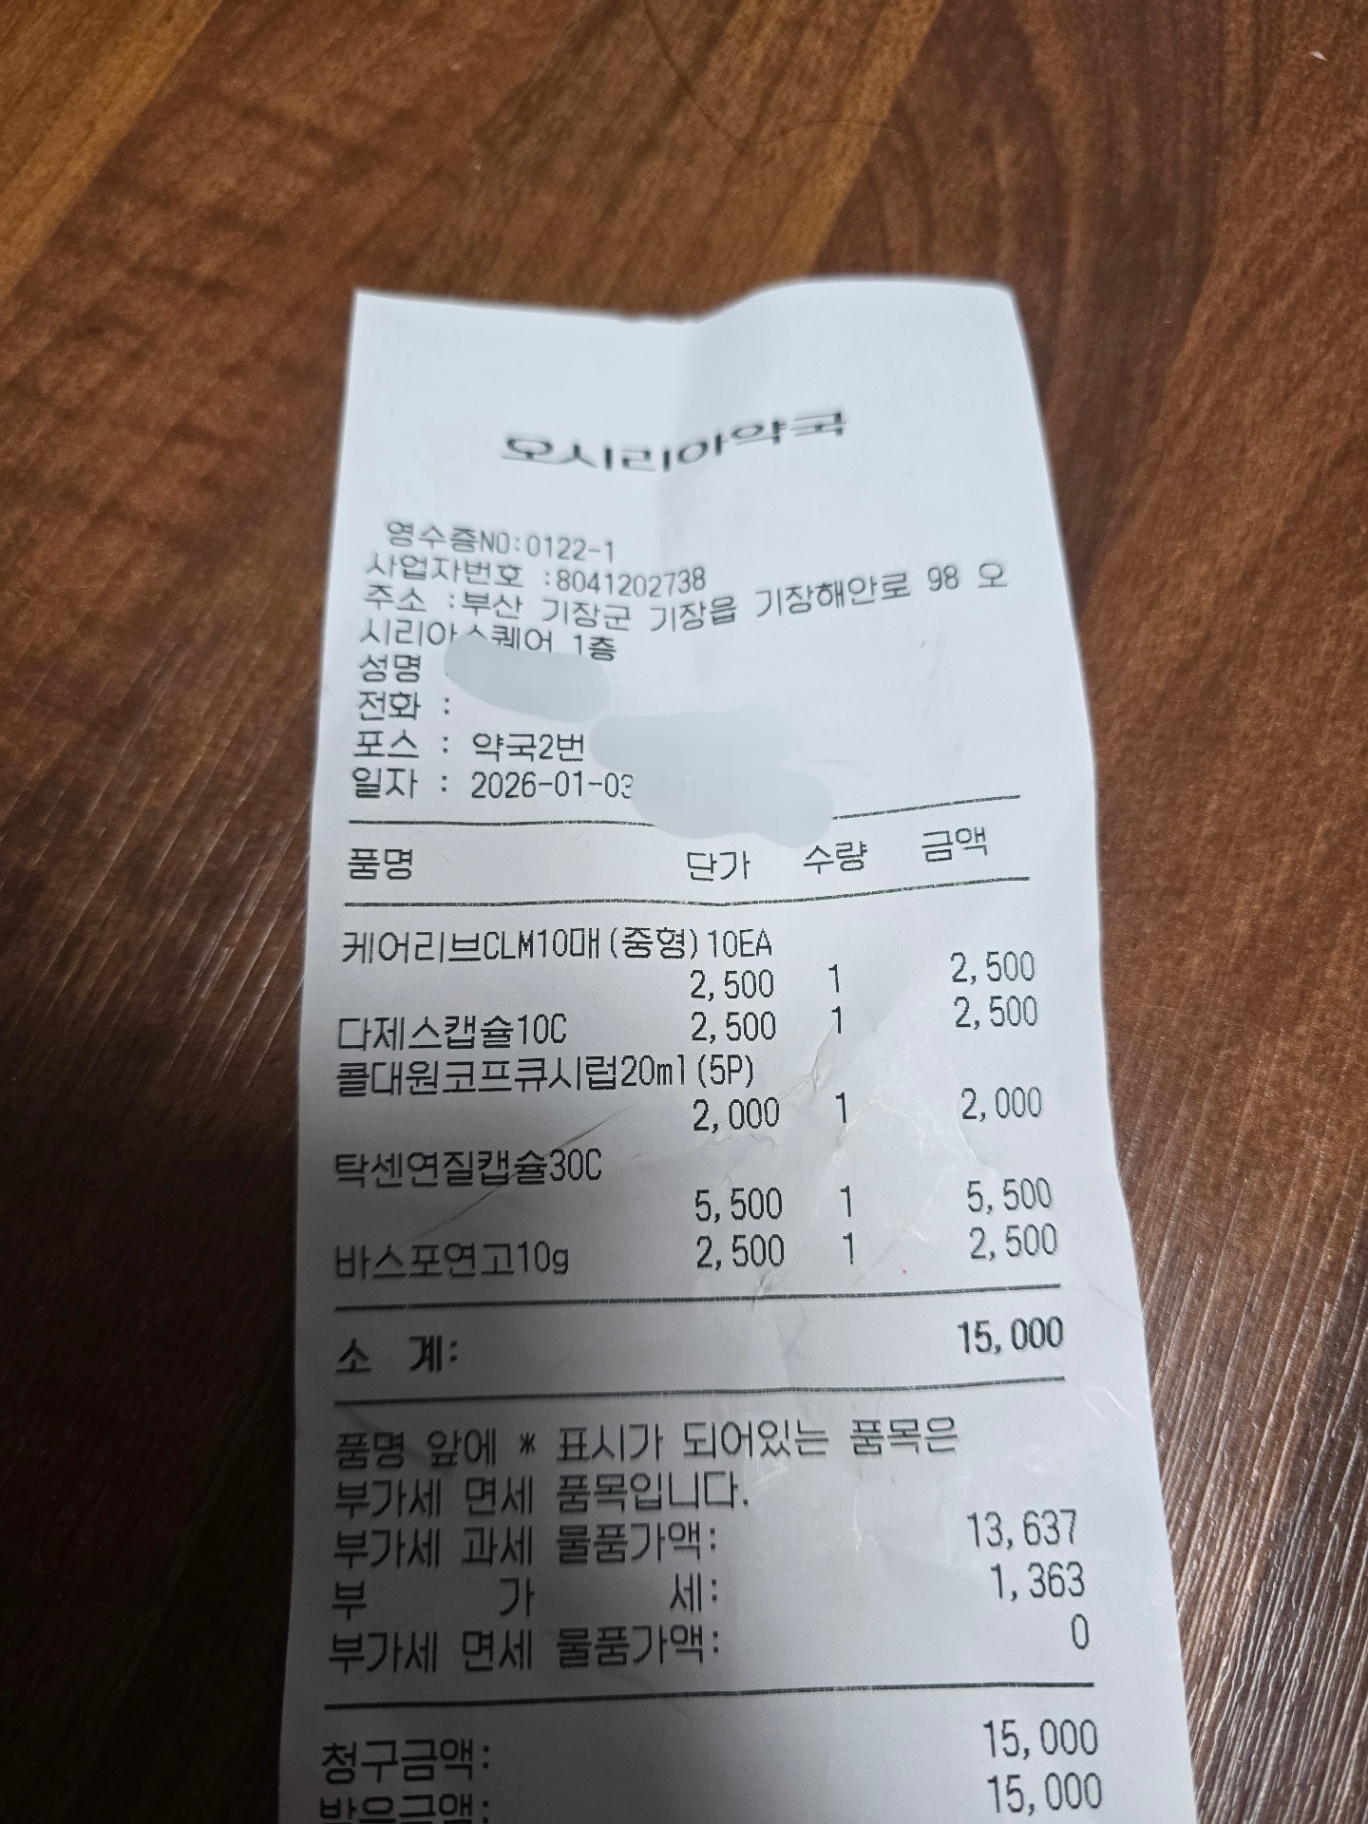 오시리아약국
영수증NO:0122-1
사업자번호 :8041202738
주소 :부산 기장군 기장읍 기장해안로 98 오
시리아스퀘어 1층
성명
전화 :
포스 : 약국2번
일자 : 2026-01-03
품명 단가 수량 금액
케어리브CLM10매(중형)10EA
2,500 1 2,500
다제스캡슐10C 2,500 1 2,500
콜대원코프큐시럽20ml(5P)
2,000 1 2,000
탁센연질캡슐30C
5,500 1 5,500
바스포연고10g 2,500 1 2,500
소 계: 15,000
품명 앞에 * 표시가 되어있는 품목은
부가세 면세 품목입니다.
부가세 과세 물품가액: 13,637
부 가 세: 1,363
부가세 면세 물품가액: 0
청구금액: 15,000
받은금액: 15,000